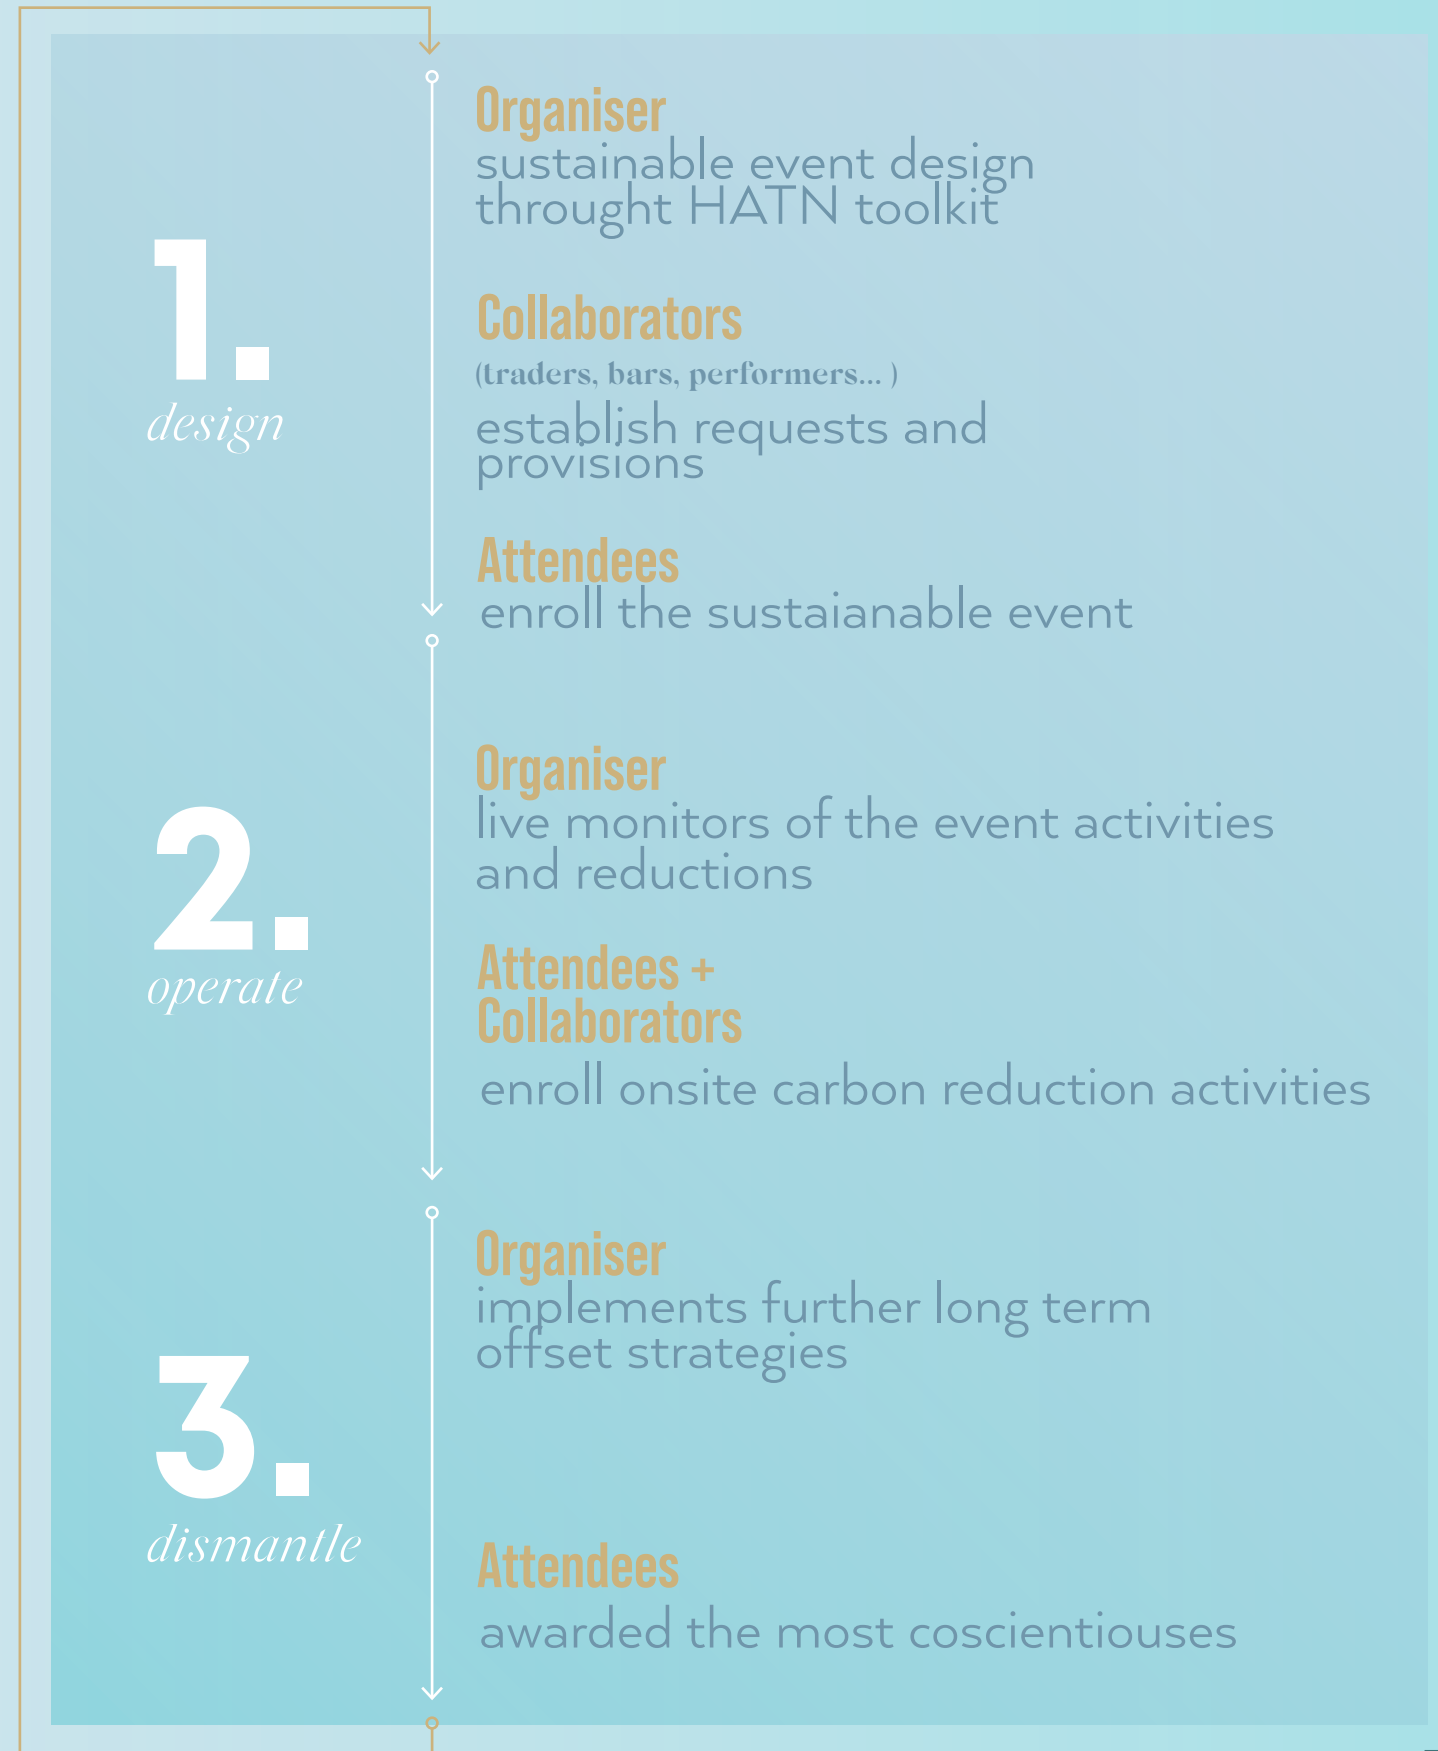 1.
design
Organiser
sustainable event design
throught HATN toolkit
Collaborators
(traders, bars, performers... )
establish requests and
provisions
Attendees
enroll the sustaianable event
2.
operate
Organiser
live monitors of the event activities
and reductions
Attendees +
Collaborators
enroll onsite carbon reduction activities
3.
dismantle
Organiser
implements further long term
offset strategies
Attendees
awarded the most coscientiouses